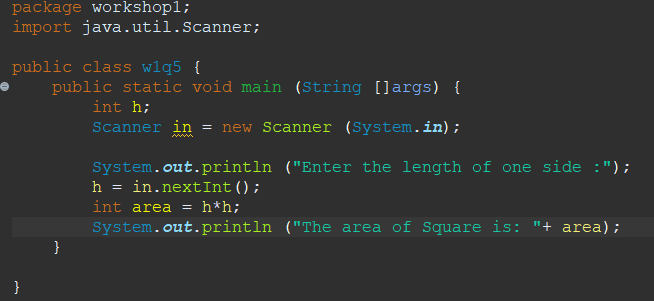 package workshop1;
import java.util.Scanner;
public class w1q5 {
public static void main (String []args) {
int h;
Scanner in = new Scanner (System.in);
System.out.println ("Enter the length of one side :");
h = in.nextInt();
int area = h*h;
System.out.println ("The area of Square is: "+ area);
}
}